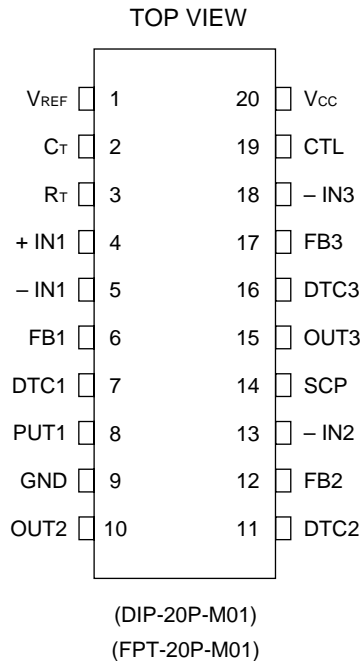 TOP VIEW
VREF 1 20 VCC
CT 2 19 CTL
RT 3 18 – IN3
+ IN1 4 17 FB3
– IN1 5 16 DTC3
FB1 6 15 OUT3
DTC1 7 14 SCP
PUT1 8 13 – IN2
GND 9 12 FB2
OUT2 10 11 DTC2
(DIP-20P-M01)
(FPT-20P-M01)